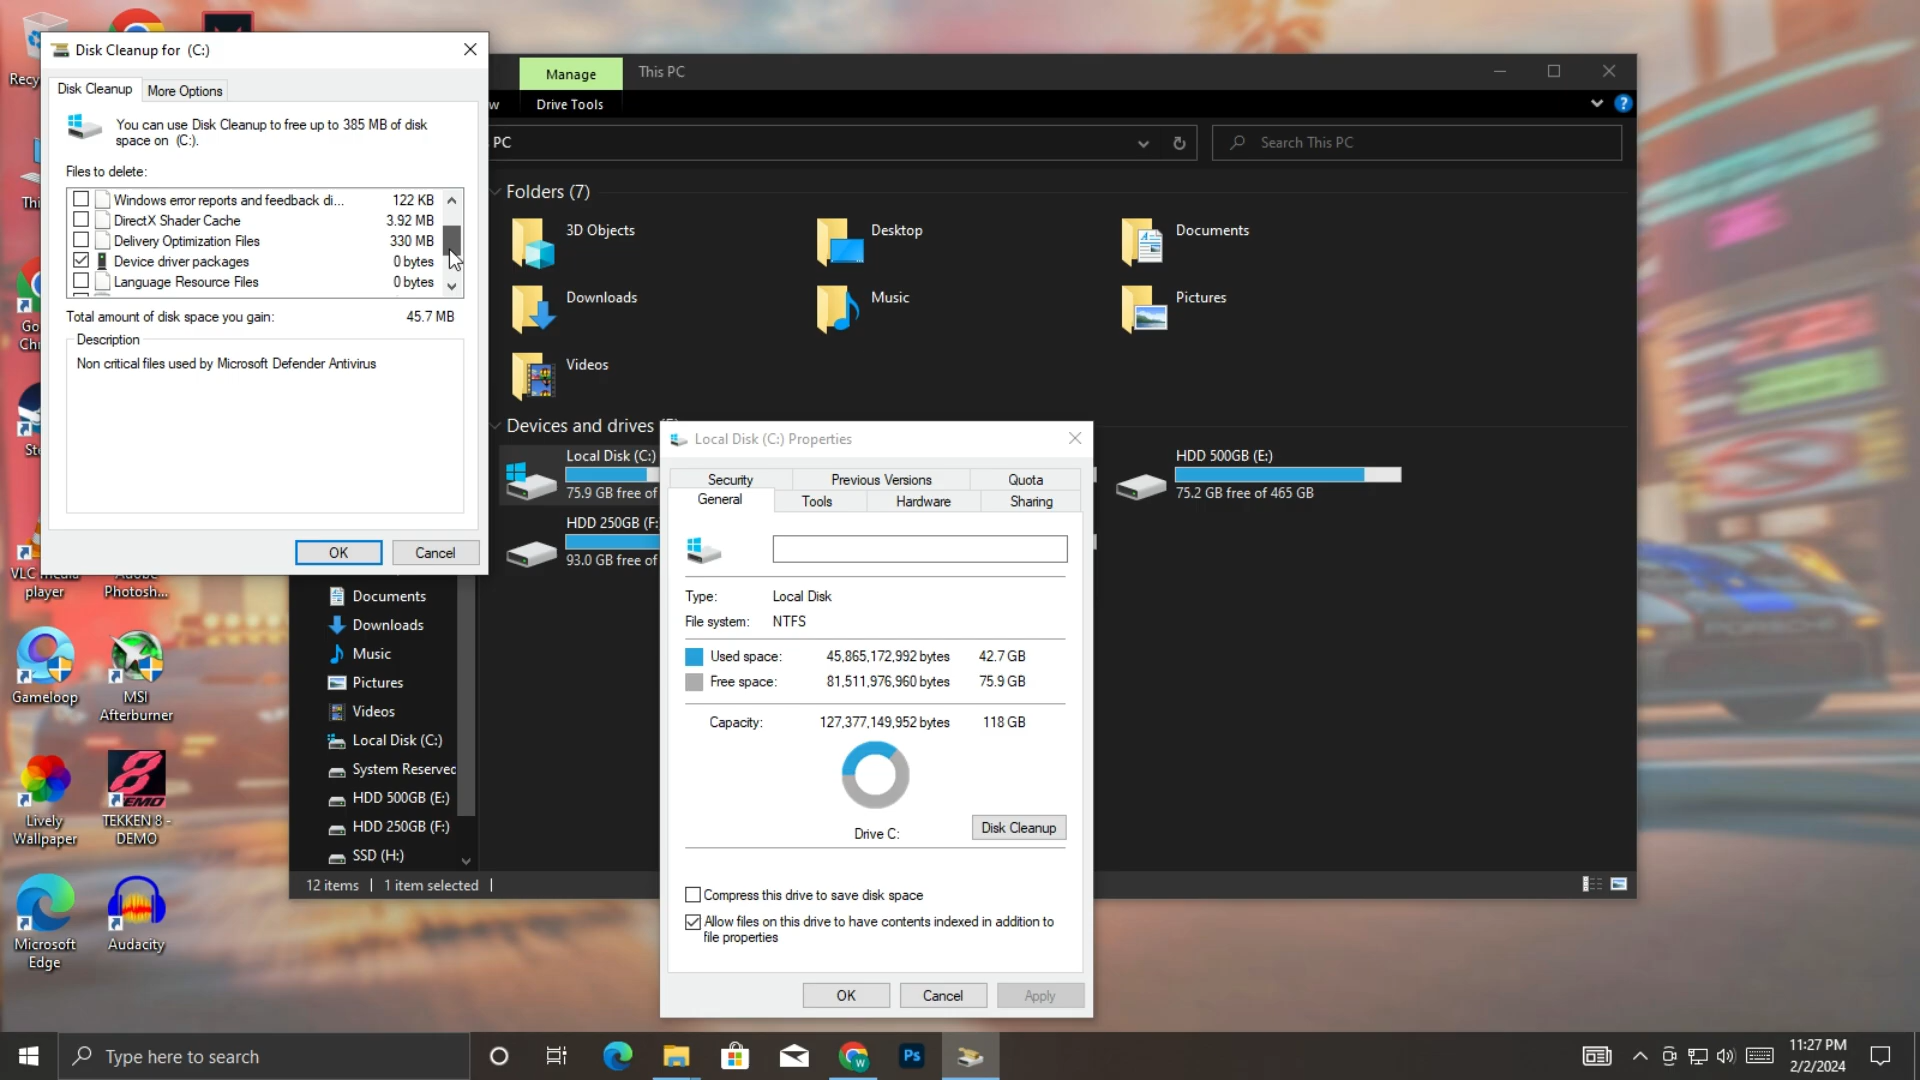 Disk Cleanup for  (C:)
Disk Cleanup
More Options
You can use Disk Cleanup to free up to 385 MB of disk
space on  (C:).
Files to delete:
Windows error reports and feedback di... 122 KB
DirectX Shader Cache 3.92 MB
Delivery Optimization Files 330 MB
Device driver packages 0 bytes
Language Resource Files 0 bytes
Total amount of disk space you gain: 45.7 MB
Description
Non critical files used by Microsoft Defender Antivirus
OK
Cancel
Manage
This PC
w
Drive Tools
PC
Search This PC
Folders (7)
3D Objects
Desktop
Documents
Downloads
Music
Pictures
Videos
Devices and drives
Local Disk (C:)
75.9 GB free of
HDD 500GB (E:)
75.2 GB free of 465 GB
HDD 250GB (F:
93.0 GB free of
Documents
Downloads
Music
Pictures
Videos
Local Disk (C:)
System Reserved
HDD 500GB (E:)
HDD 250GB (F:)
SSD (H:)
12 items
1 item selected
Local Disk (C:) Properties
Security
Previous Versions
Quota
General
Tools
Hardware
Sharing
Type: Local Disk
File system: NTFS
Used space: 45,865,172,992 bytes 42.7 GB
Free space: 81,511,976,960 bytes 75.9 GB
Capacity: 127,377,149,952 bytes 118 GB
Drive C:
Disk Cleanup
Compress this drive to save disk space
Allow files on this drive to have contents indexed in addition to
file properties
OK
Cancel
Apply
Recy
Thi
Go
Chr
Ste
VLC media
player
Adobe
Photosh...
Gameloop
MSI
Afterburner
Lively
Wallpaper
8
EMO
TEKKEN 8 -
DEMO
Microsoft
Edge
Audacity
PORSCHE
Type here to search
W
Ps
11:27 PM
2/2/2024